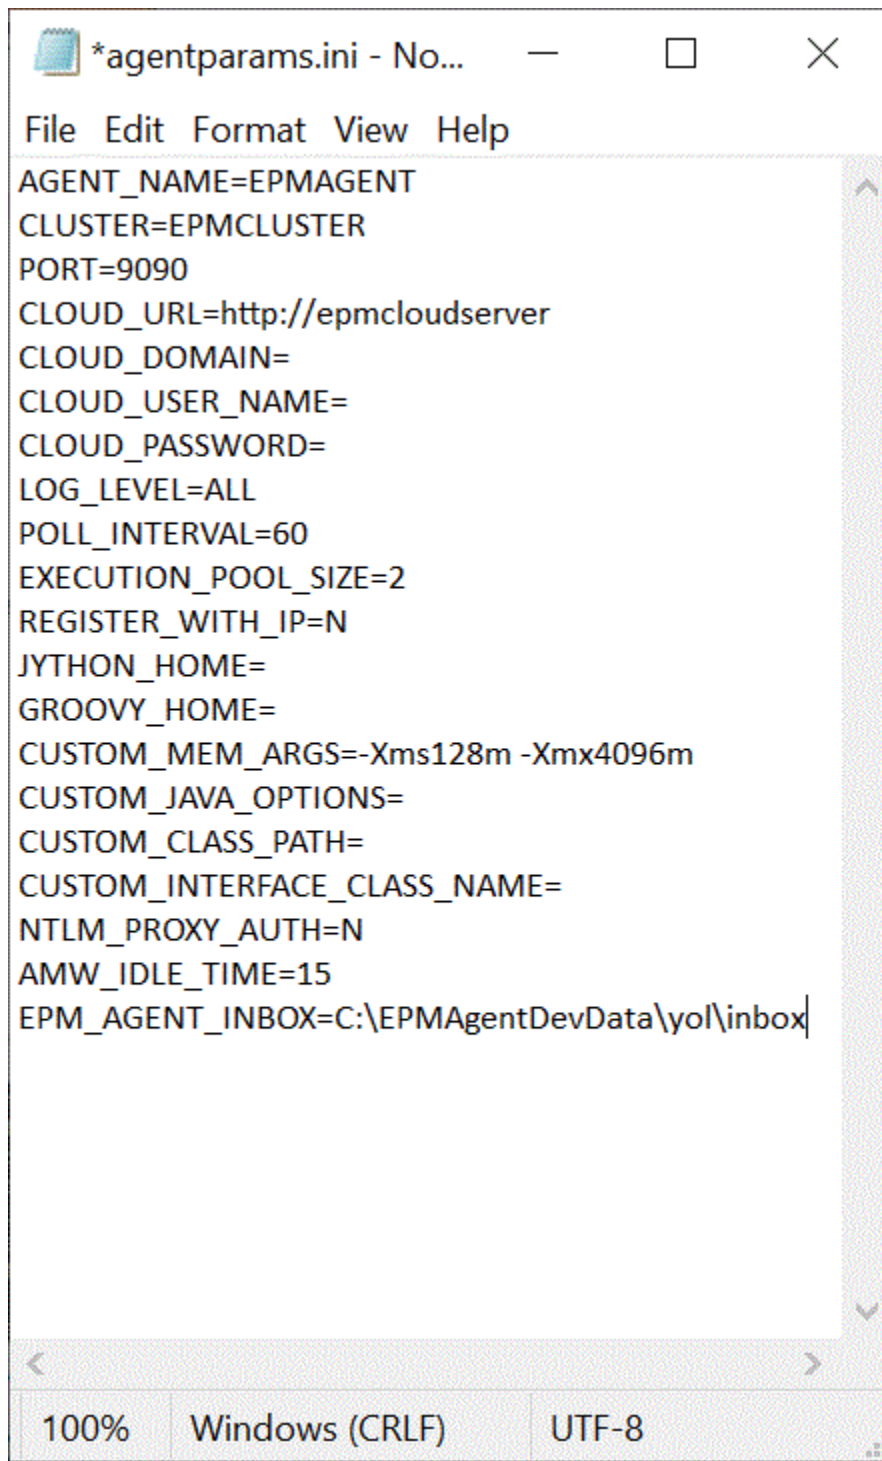 *agentparams.ini - No...
File Edit Format View Help
AGENT_NAME=EPMAGENT
CLUSTER=EPMCLUSTER
PORT=9090
CLOUD_URL=http://epmcloudserver
CLOUD_DOMAIN=
CLOUD_USER_NAME=
CLOUD_PASSWORD=
LOG_LEVEL=ALL
POLL_INTERVAL=60
EXECUTION_POOL_SIZE=2
REGISTER_WITH_IP=N
JYTHON_HOME=
GROOVY_HOME=
CUSTOM_MEM_ARGS=-Xms128m -Xmx4096m
CUSTOM_JAVA_OPTIONS=
CUSTOM_CLASS_PATH=
CUSTOM_INTERFACE_CLASS_NAME=
NTLM_PROXY_AUTH=N
AMW_IDLE_TIME=15
EPM_AGENT_INBOX=C:\EPMAgentDevData\yol\inbox
100% Windows (CRLF) UTF-8